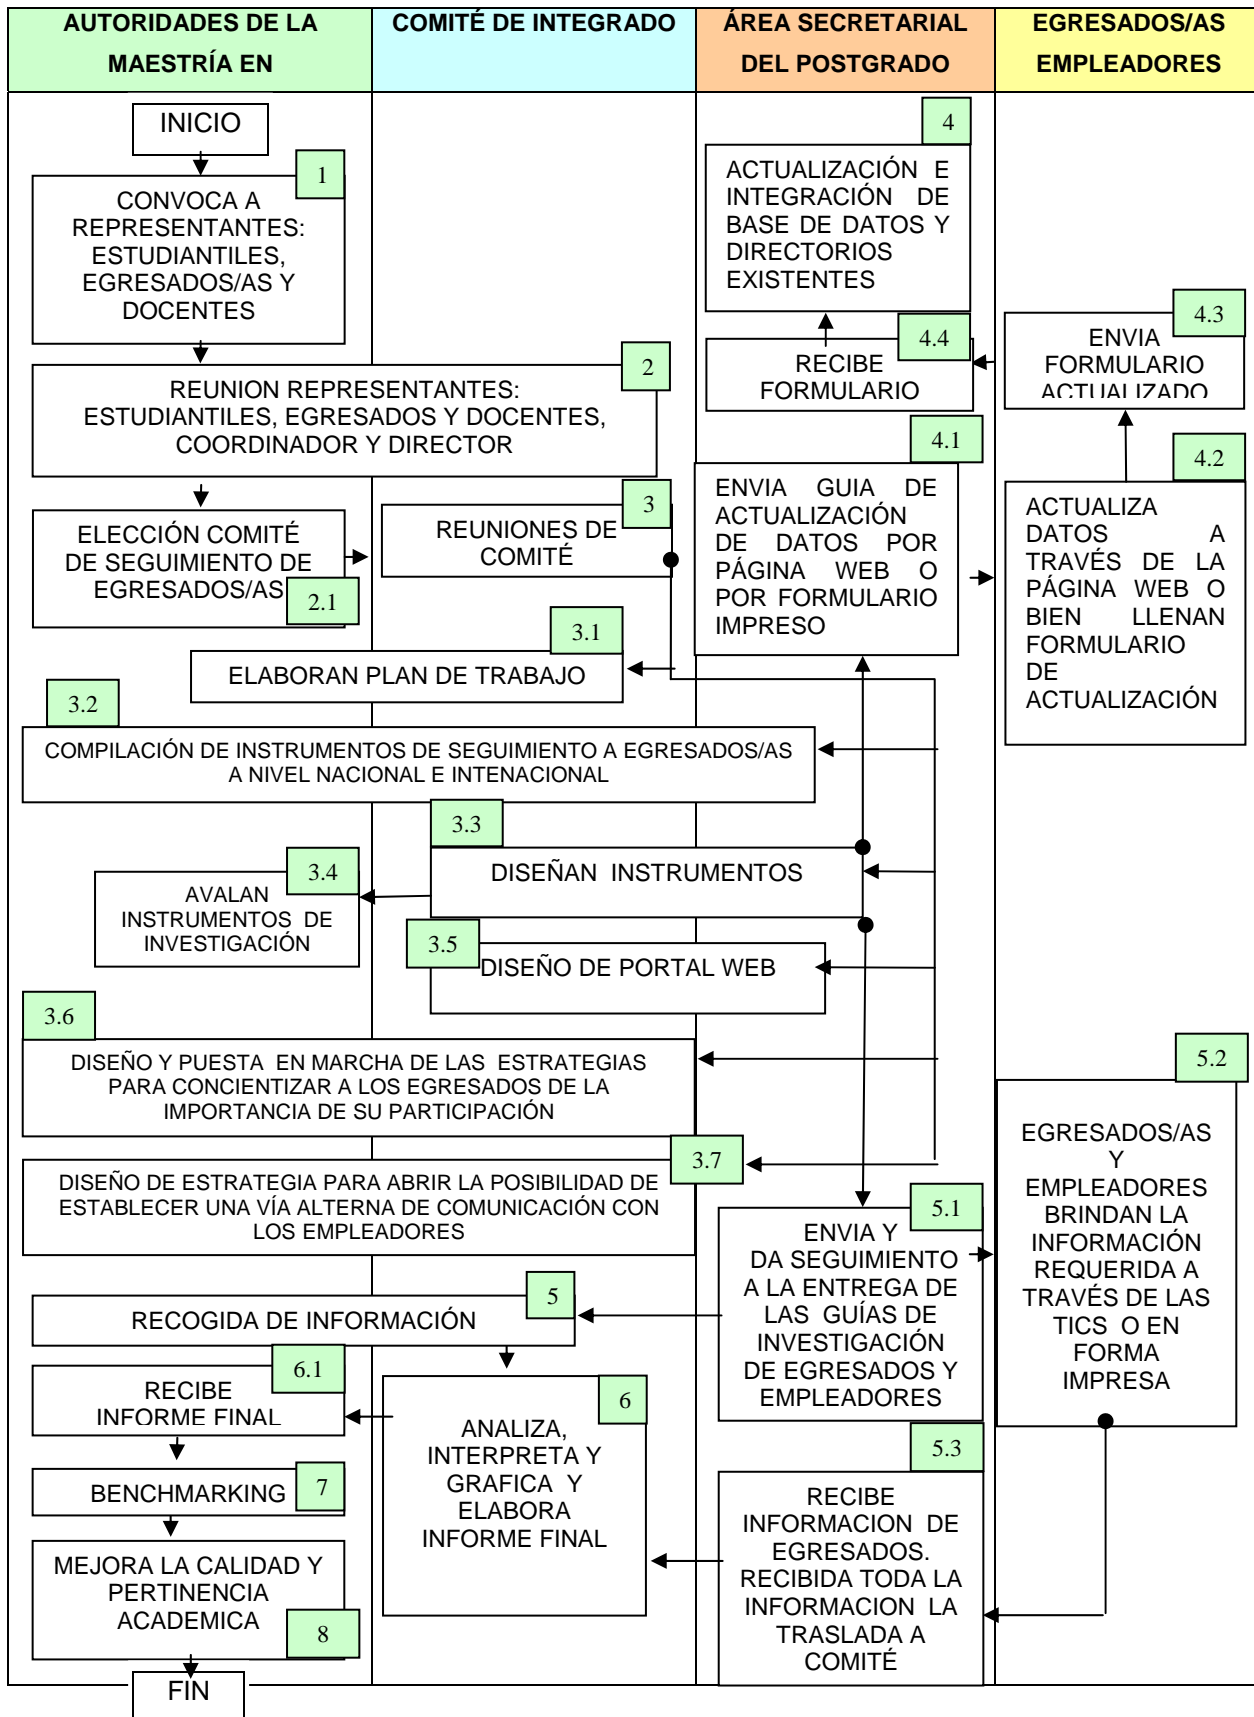 AUTORIDADES DE LA
MAESTRÍA EN
COMITÉ DE INTEGRADO
ÁREA SECRETARIAL
DEL POSTGRADO
EGRESADOS/AS
EMPLEADORES
INICIO
1
CONVOCA A
REPRESENTANTES:
ESTUDIANTILES,
EGRESADOS/AS Y
DOCENTES
4
ACTUALIZACIÓN E
INTEGRACIÓN DE
BASE DE DATOS Y
DIRECTORIOS
EXISTENTES
4.3
ENVIA
FORMULARIO
ACTUALIZADO
4.4
RECIBE
FORMULARIO
2
REUNION REPRESENTANTES:
ESTUDIANTILES, EGRESADOS Y DOCENTES,
COORDINADOR Y DIRECTOR
4.1
ENVIA GUIA DE
ACTUALIZACIÓN
DE DATOS POR
PÁGINA WEB O
POR FORMULARIO
IMPRESO
4.2
ACTUALIZA
DATOS A
TRAVÉS DE LA
PÁGINA WEB O
BIEN LLENAN
FORMULARIO
DE
ACTUALIZACIÓN
ELECCIÓN COMITÉ
DE SEGUIMIENTO DE
EGRESADOS/AS
2.1
3
REUNIONES DE
COMITÉ
3.1
ELABORAN PLAN DE TRABAJO
3.2
COMPILACIÓN DE INSTRUMENTOS DE SEGUIMIENTO A EGRESADOS/AS
A NIVEL NACIONAL E INTENACIONAL
3.3
DISEÑAN INSTRUMENTOS
3.4
AVALAN
INSTRUMENTOS DE
INVESTIGACIÓN
3.5
DISEÑO DE PORTAL WEB
3.6
DISEÑO Y PUESTA EN MARCHA DE LAS ESTRATEGIAS
PARA CONCIENTIZAR A LOS EGRESADOS DE LA
IMPORTANCIA DE SU PARTICIPACIÓN
3.7
DISEÑO DE ESTRATEGIA PARA ABRIR LA POSIBILIDAD DE
ESTABLECER UNA VÍA ALTERNA DE COMUNICACIÓN CON
LOS EMPLEADORES
5.2
EGRESADOS/AS
Y
EMPLEADORES
BRINDAN LA
INFORMACIÓN
REQUERIDA A
TRAVÉS DE LAS
TICS O EN
FORMA
IMPRESA
5.1
ENVIA Y
DA SEGUIMIENTO
A LA ENTREGA DE
LAS GUÍAS DE
INVESTIGACIÓN
DE EGRESADOS Y
EMPLEADORES
5
RECOGIDA DE INFORMACIÓN
6.1
RECIBE
INFORME FINAL
6
ANALIZA,
INTERPRETA Y
GRAFICA Y
ELABORA
INFORME FINAL
5.3
RECIBE
INFORMACION DE
EGRESADOS.
RECIBIDA TODA LA
INFORMACION LA
TRASLADA A
COMITÉ
BENCHMARKING
7
MEJORA LA CALIDAD Y
PERTINENCIA
ACADEMICA
8
FIN